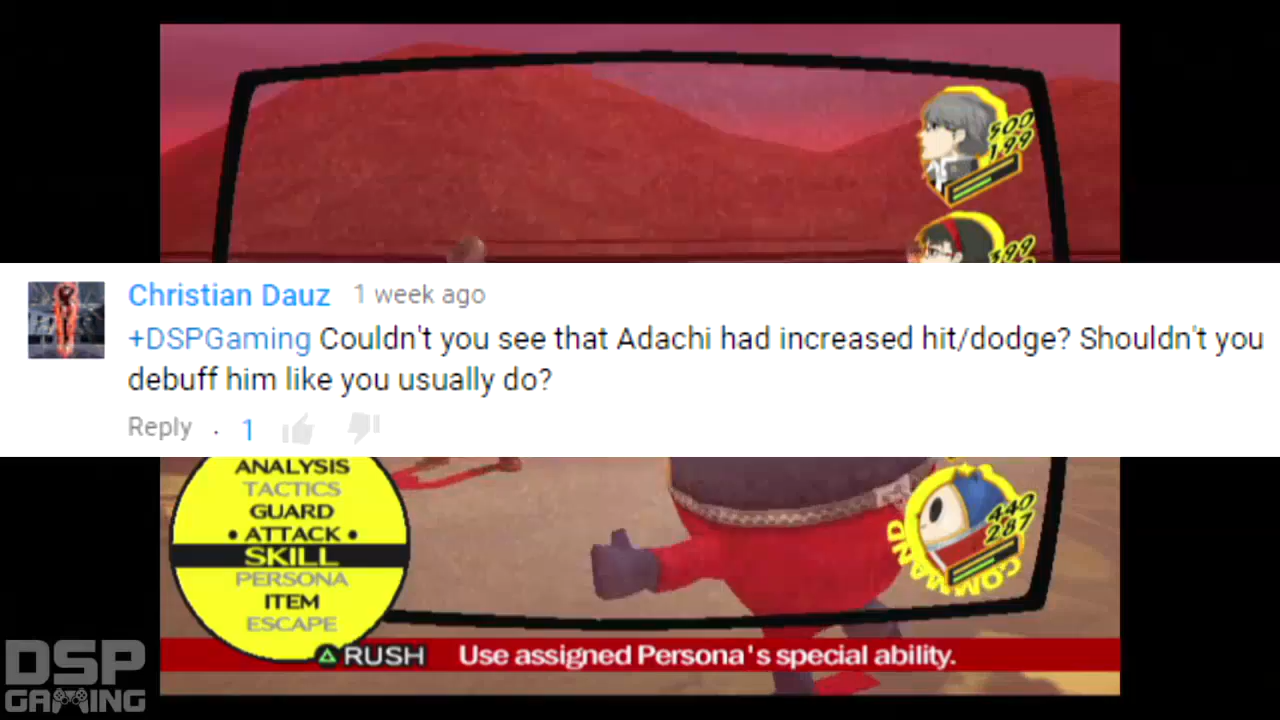 500
199
399
Christian Dauz 1 week ago
+DSPGaming Couldn't you see that Adachi had increased hit/dodge? Shouldn't you
debuff him like you usually do?
Reply . 1
ANALYSIS
TACTICS
GUARD
• ATTACK •
SKILL
PERSONA
ITEM
ESCAPE
440
287
COMMAND
△ RUSH Use assigned Persona's special ability.
DSP
GAMING